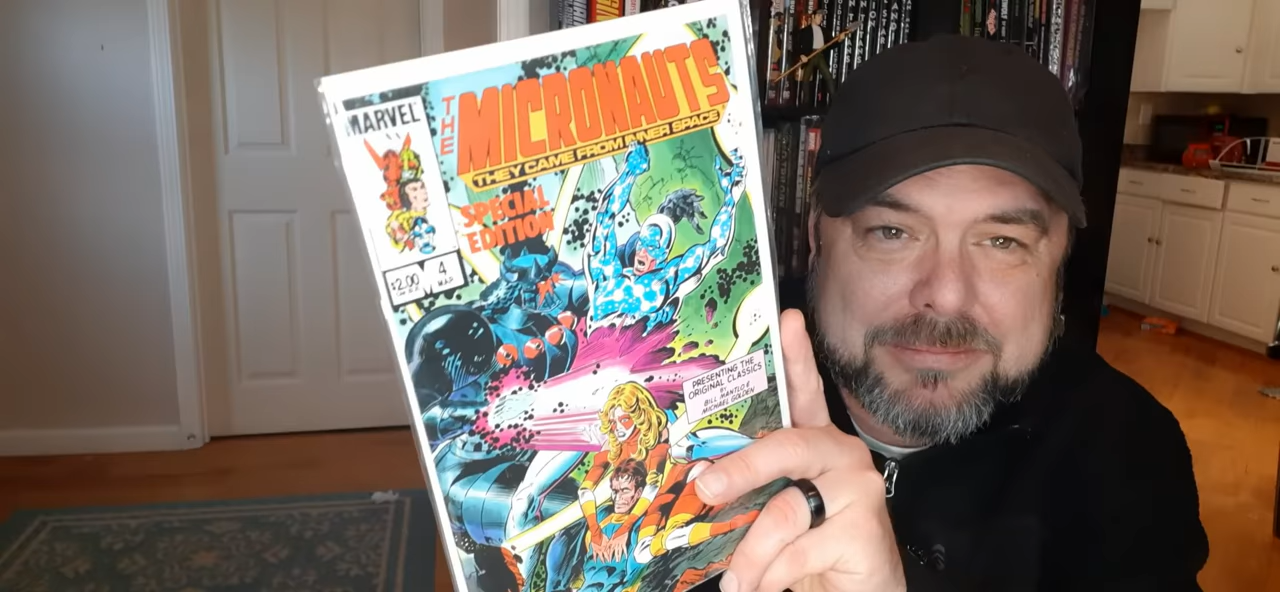 MARVEL
THE
MICRONAUTS
THEY CAME FROM INNER SPACE
SPECIAL
EDITION
$2.00
4
MAR
PRESENTING THE
ORIGINAL CLASSICS
BY
BILL MANTLO &
MICHAEL GOLDEN